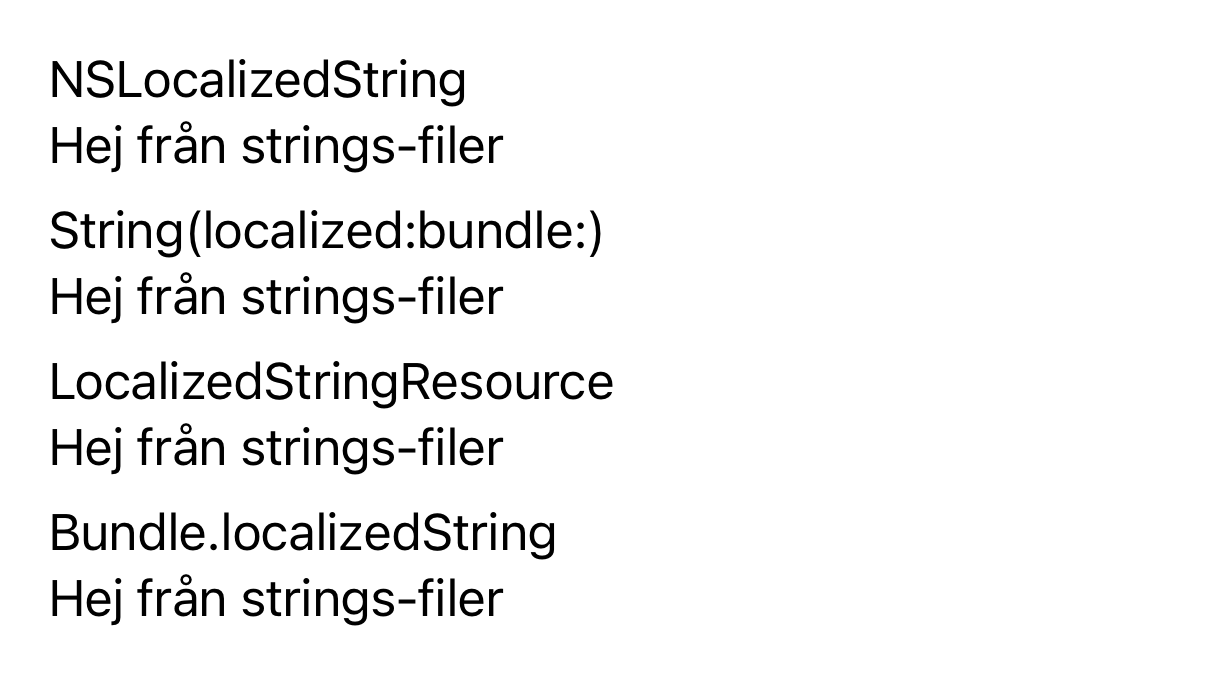 NSLocalizedString
Hej från strings-filer
String(localized:bundle:)
Hej från strings-filer
LocalizedStringResource
Hej från strings-filer
Bundle.localizedString
Hej från strings-filer